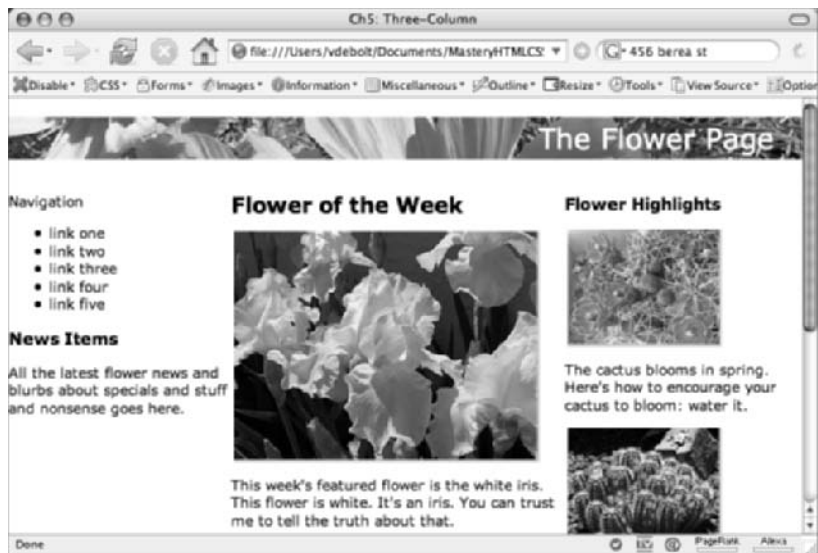 Ch5: Three-Column
file:///Users/vdebolt/Documents/MasteryHTMLCS
456 berea st
Disable CSS Forms Images Information Miscellaneous Outline Resize Tools View Source Option
The Flower Page
Navigation
• link one
• link two
• link three
• link four
• link five
News Items
All the latest flower news and
blurbs about specials and stuff
and nonsense goes here.
Flower of the Week
This week's featured flower is the white iris.
This flower is white. It's an iris. You can trust
me to tell the truth about that.
Flower Highlights
The cactus blooms in spring.
Here's how to encourage your
cactus to bloom: water it.
Done
PageRank Alexa